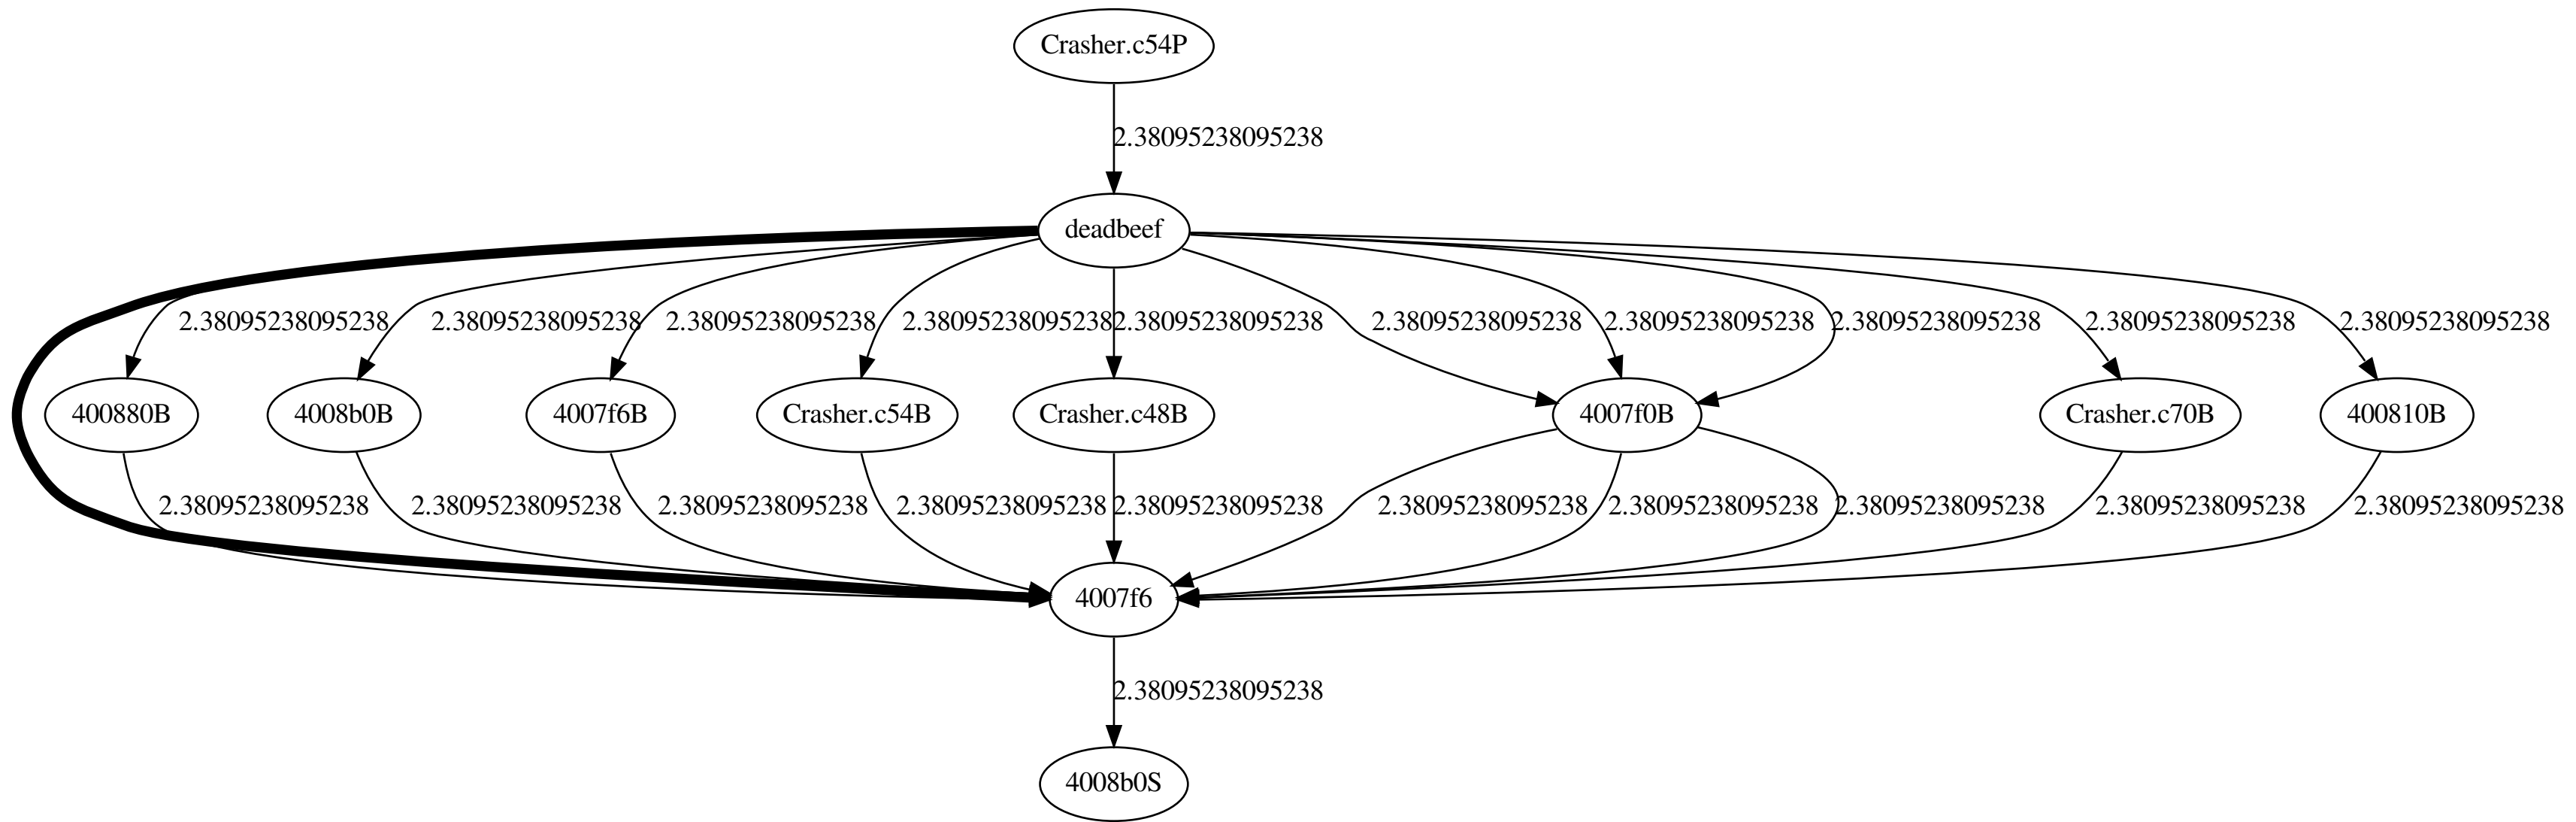 Crasher.c54P
2.38095238095238
deadbeef
2.38095238095238 2.38095238095238 2.38095238095238 2.38095238095238 2.38095238095238 2.38095238095238 2.38095238095238 2.38095238095238 2.38095238095238 2.38095238095238
400880B 4008b0B 4007f6B Crasher.c54B Crasher.c48B 4007f0B Crasher.c70B 400810B
2.38095238095238 2.38095238095238 2.38095238095238 2.38095238095238 2.38095238095238 2.38095238095238 2.38095238095238 2.38095238095238 2.38095238095238 2.38095238095238
4007f6
2.38095238095238
4008b0S